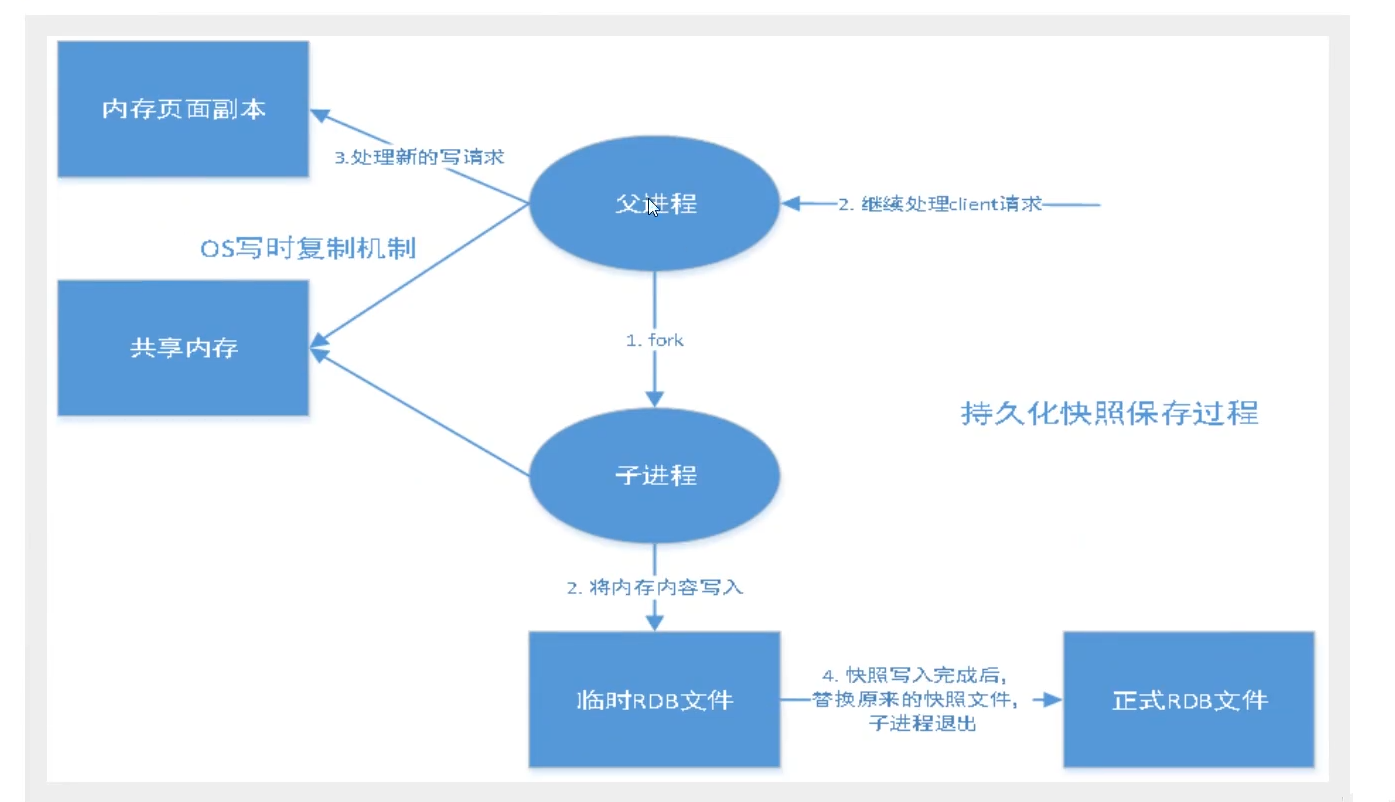 内存页面副本
3.处理新的写请求
父进程
2. 继续处理client请求
OS写时复制机制
共享内存
1. fork
持久化快照保存过程
子进程
2. 将内存内容写入
临时RDB文件
4. 快照写入完成后,
替换原来的快照文件,
子进程退出
正式RDB文件